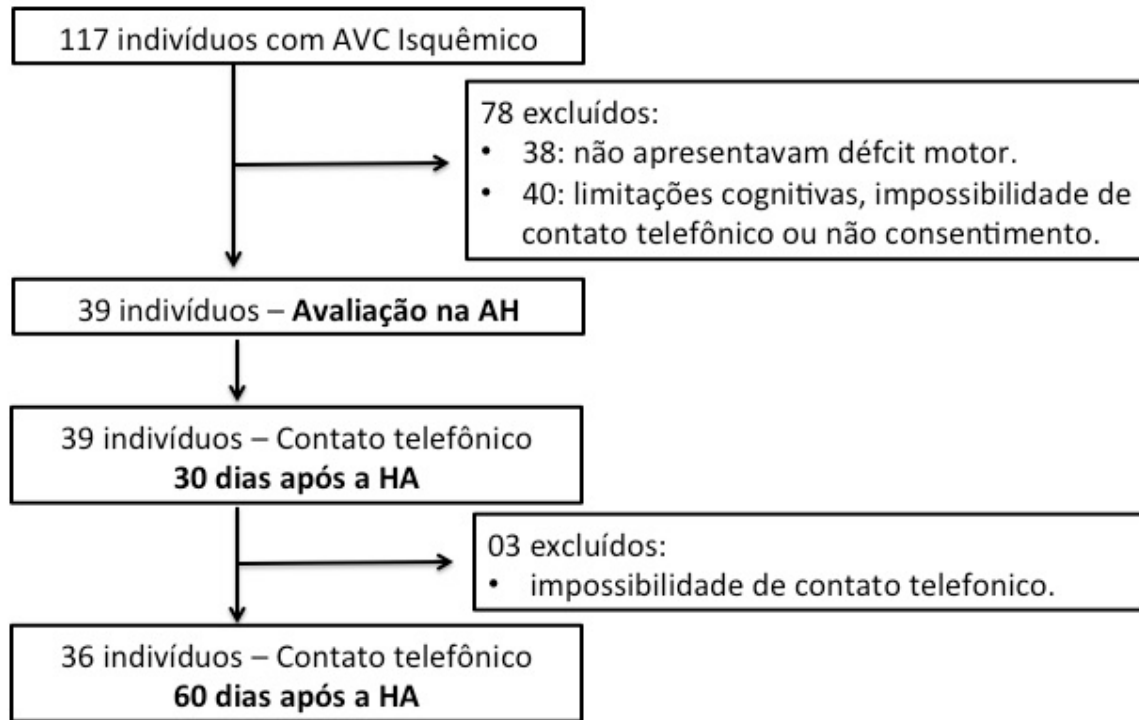 117 indivíduos com AVC Isquêmico
78 excluídos:
• 38: não apresentavam défcit motor.
• 40: limitações cognitivas, impossibilidade de
contato telefônico ou não consentimento.
39 indivíduos – Avaliação na AH
39 indivíduos – Contato telefônico
30 dias após a HA
03 excluídos:
• impossibilidade de contato telefonico.
36 indivíduos – Contato telefônico
60 dias após a HA